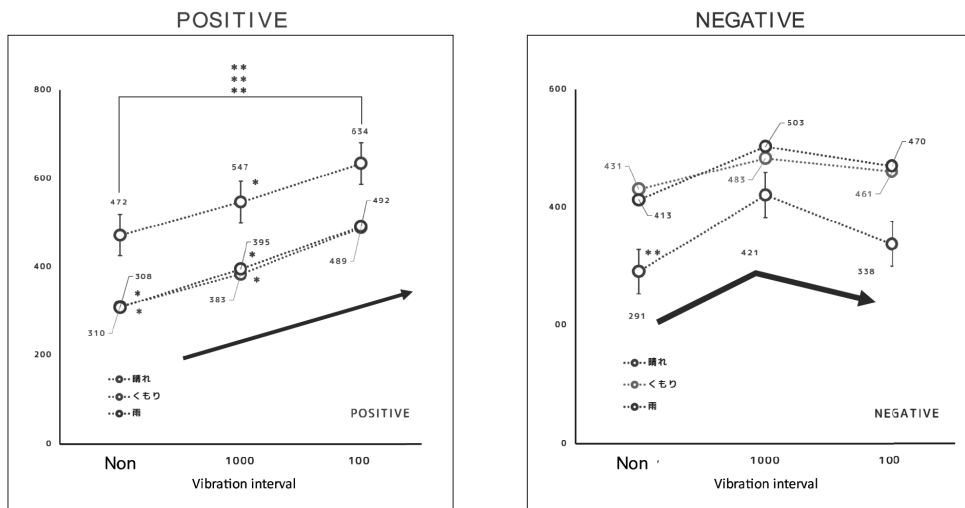 POSITIVE
**
**
**
800
600
400
200
0
634
547
*
472
492
395
*
489
308
*
*
383
*
310
晴れ
くもり
雨
POSITIVE
Non
1000
100
Vibration interval
NEGATIVE
600
400
00
0
503
470
431
483
461
413
**
421
338
291
晴れ
くもり
雨
NEGATIVE
Non
1000
100
Vibration interval